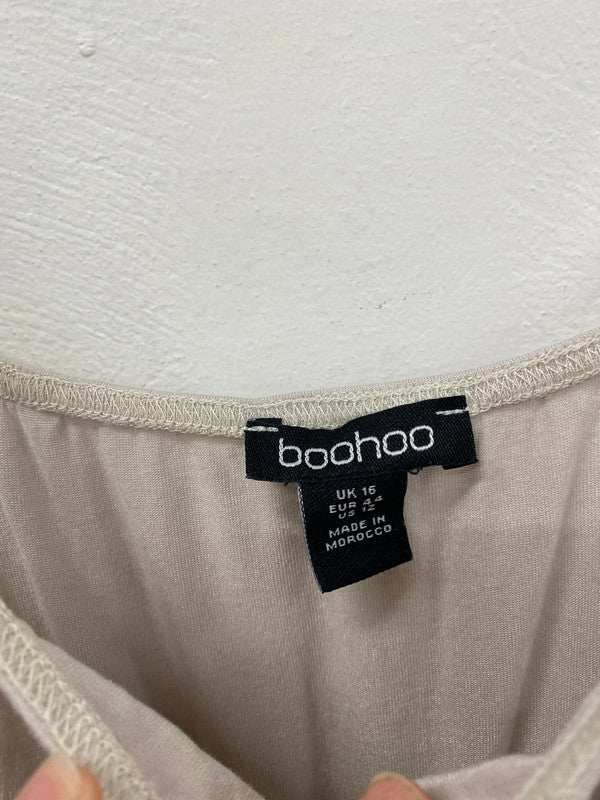 boohoo
UK 16
EUR 44
US 12
MADE IN
MOROCCO